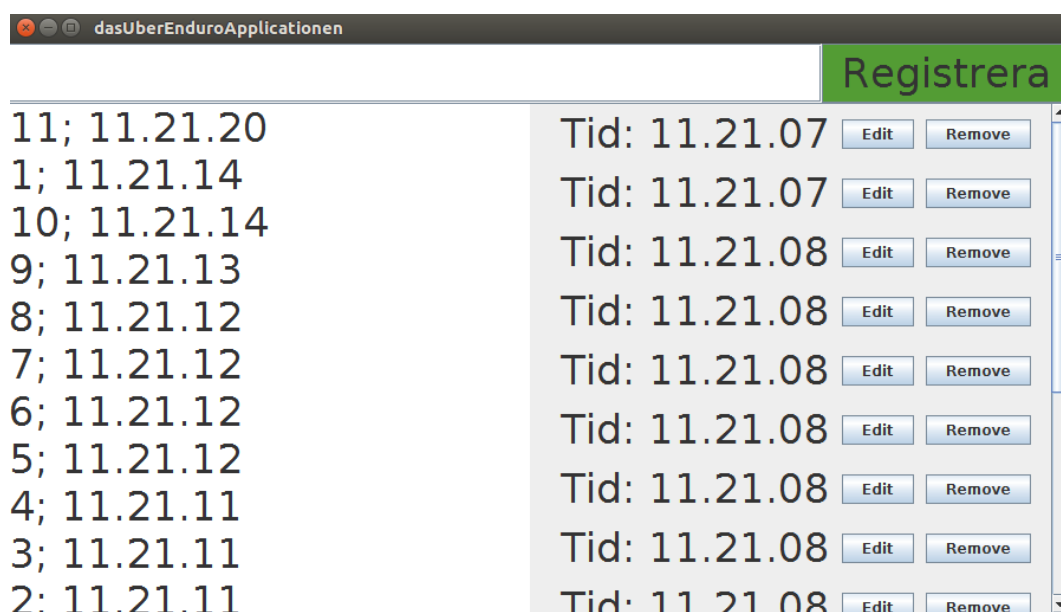 dasUberEnduroApplicationen
Registrera
11; 11.21.20
1; 11.21.14
10; 11.21.14
9; 11.21.13
8; 11.21.12
7; 11.21.12
6; 11.21.12
5; 11.21.12
4; 11.21.11
3; 11.21.11
2; 11.21.11
Tid: 11.21.07 Edit Remove
Tid: 11.21.07 Edit Remove
Tid: 11.21.08 Edit Remove
Tid: 11.21.08 Edit Remove
Tid: 11.21.08 Edit Remove
Tid: 11.21.08 Edit Remove
Tid: 11.21.08 Edit Remove
Tid: 11.21.08 Edit Remove
Tid: 11.21.08 Edit Remove